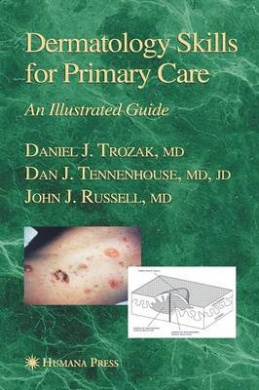 Dermatology Skills
for Primary Care
An Illustrated Guide
DANIEL J. TROZAK, MD
DAN J. TENNENHOUSE, MD, JD
JOHN J. RUSSELL, MD
HUMANA PRESS